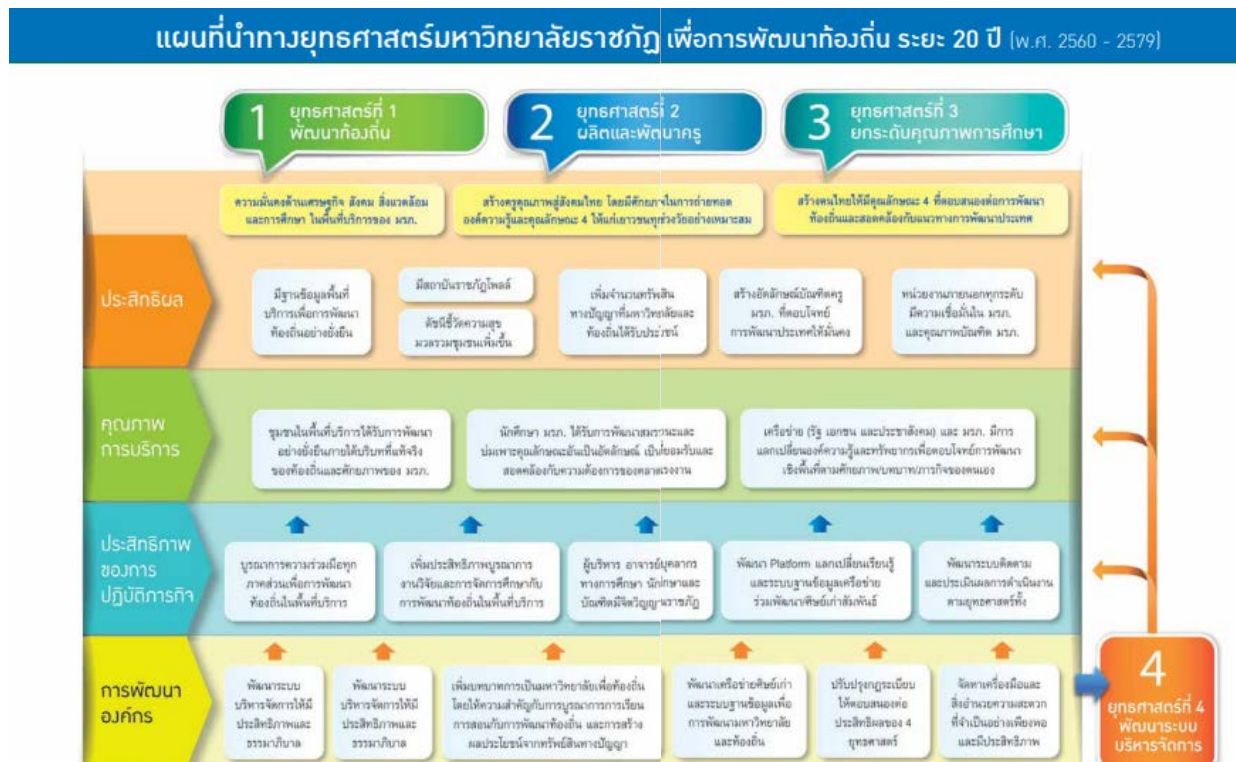 แผนที่นำทางยุทธศาสตร์มหาวิทยาลัยราชภัฏ เพื่อการพัฒนาท้องถิ่น ระยะ 20 ปี (พ.ศ. 2560 - 2579)
1
ยุทธศาสตร์ที่ 1
พัฒนาท้องถิ่น
2
ยุทธศาสตร์ที่ 2
ผลิตและพัฒนาครู
3
ยุทธศาสตร์ที่ 3
ยกระดับคุณภาพการศึกษา
ความมั่นคงด้านเศรษฐกิจ สังคม สิ่งแวดล้อม
และการศึกษา ในพื้นที่บริการของ มรภ.
สร้างครูคุณภาพสู่สังคมไทย โดยมีศักยภาพในการถ่ายทอด
องค์ความรู้และคุณลักษณะ 4 ให้แก่เยาวชนทุกช่วงวัยอย่างเหมาะสม
สร้างคนไทยให้มีคุณลักษณะ 4 ที่ตอบสนองต่อการพัฒนา
ท้องถิ่นและสอดคล้องกับแนวทางการพัฒนาประเทศ
ประสิทธิผล
มีฐานข้อมูลพื้นที่
บริการเพื่อการพัฒนา
ท้องถิ่นอย่างยั่งยืน
มีสถาบันราชภัฏโพลล์
ดัชนีชี้วัดความสุข
มวลรวมชุมชนเพิ่มขึ้น
เพิ่มจำนวนทรัพสิน
ทางปัญญาที่มหาวิทยาลัยและ
ท้องถิ่นได้รับประโยชน์
สร้างอัตลักษณ์บัณฑิตครู
มรภ. ที่ตอบโจทย์
การพัฒนาประเทศให้มั่นคง
หน่วยงานภายนอกทุกระดับ
มีความเชื่อมั่นใน มรภ.
และคุณภาพบัณฑิต มรภ.
คุณภาพ
การบริการ
ชุมชนในพื้นที่บริการได้รับการพัฒนา
อย่างยั่งยืนภายใต้บริบทที่แท้จริง
ของท้องถิ่นและศักยภาพของ มรภ.
นักศึกษา มรภ. ได้รับการพัฒนาสมรรถนะและ
บ่มเพาะคุณลักษณะอันเป็นอัตลักษณ์ เป็นที่ยอมรับและ
สอดคล้องกับความต้องการของตลาดแรงงาน
เครือข่าย (รัฐ เอกชน และประชาสังคม) และ มรภ. มีการ
แลกเปลี่ยนองค์ความรู้และทรัพยากรเพื่อตอบโจทย์การพัฒนา
เชิงพื้นที่ตามศักยภาพ/บทบาท/ภารกิจของตนเอง
ประสิทธิภาพ
ของการ
ปฏิบัติภารกิจ
บูรณาการความร่วมมือทุก
ภาคส่วนเพื่อการพัฒนา
ท้องถิ่นในพื้นที่บริการ
เพิ่มประสิทธิภาพบูรณาการ
งานวิจัยและการจัดการศึกษากับ
การพัฒนาท้องถิ่นในพื้นที่บริการ
ผู้บริหาร อาจารย์บุคลากร
ทางการศึกษา นักศึกษาและ
บัณฑิตมีจิตวิญญานราชภัฏ
พัฒนา Platform แลกเปลี่ยนเรียนรู้
และระบบฐานข้อมูลเครือข่าย
ร่วมพัฒนา/ศิษย์เก่าสัมพันธ์
พัฒนาระบบติดตาม
และประเมินผลการดำเนินงาน
ตามยุทธศาสตร์ทั้ง
การพัฒนา
องค์กร
พัฒนาระบบ
บริหารจัดการให้มี
ประสิทธิภาพและ
ธรรมาภิบาล
พัฒนาระบบ
บริหารจัดการให้มี
ประสิทธิภาพและ
ธรรมาภิบาล
เพิ่มบทบาทการเป็นมหาวิทยาลัยเพื่อท้องถิ่น
โดยให้ความสำคัญกับการบูรณาการการเรียน
การสอนกับการพัฒนาท้องถิ่น และการสร้าง
ผลประโยชน์จากทรัพย์สินทางปัญญา
พัฒนาเครือข่ายศิษย์เก่า
และระบบฐานข้อมูลเพื่อ
การพัฒนามหาวิทยาลัย
และท้องถิ่น
ปรับปรุงกฎระเบียบ
ให้ตอบสนองต่อ
ประสิทธิผลของ 4
ยุทธศาสตร์
จัดหาเครื่องมือและ
สิ่งอำนวยความสะดวก
ที่จำเป็นอย่างเพียงพอ
และมีประสิทธิภาพ
4
ยุทธศาสตร์ที่ 4
พัฒนาระบบ
บริหารจัดการ